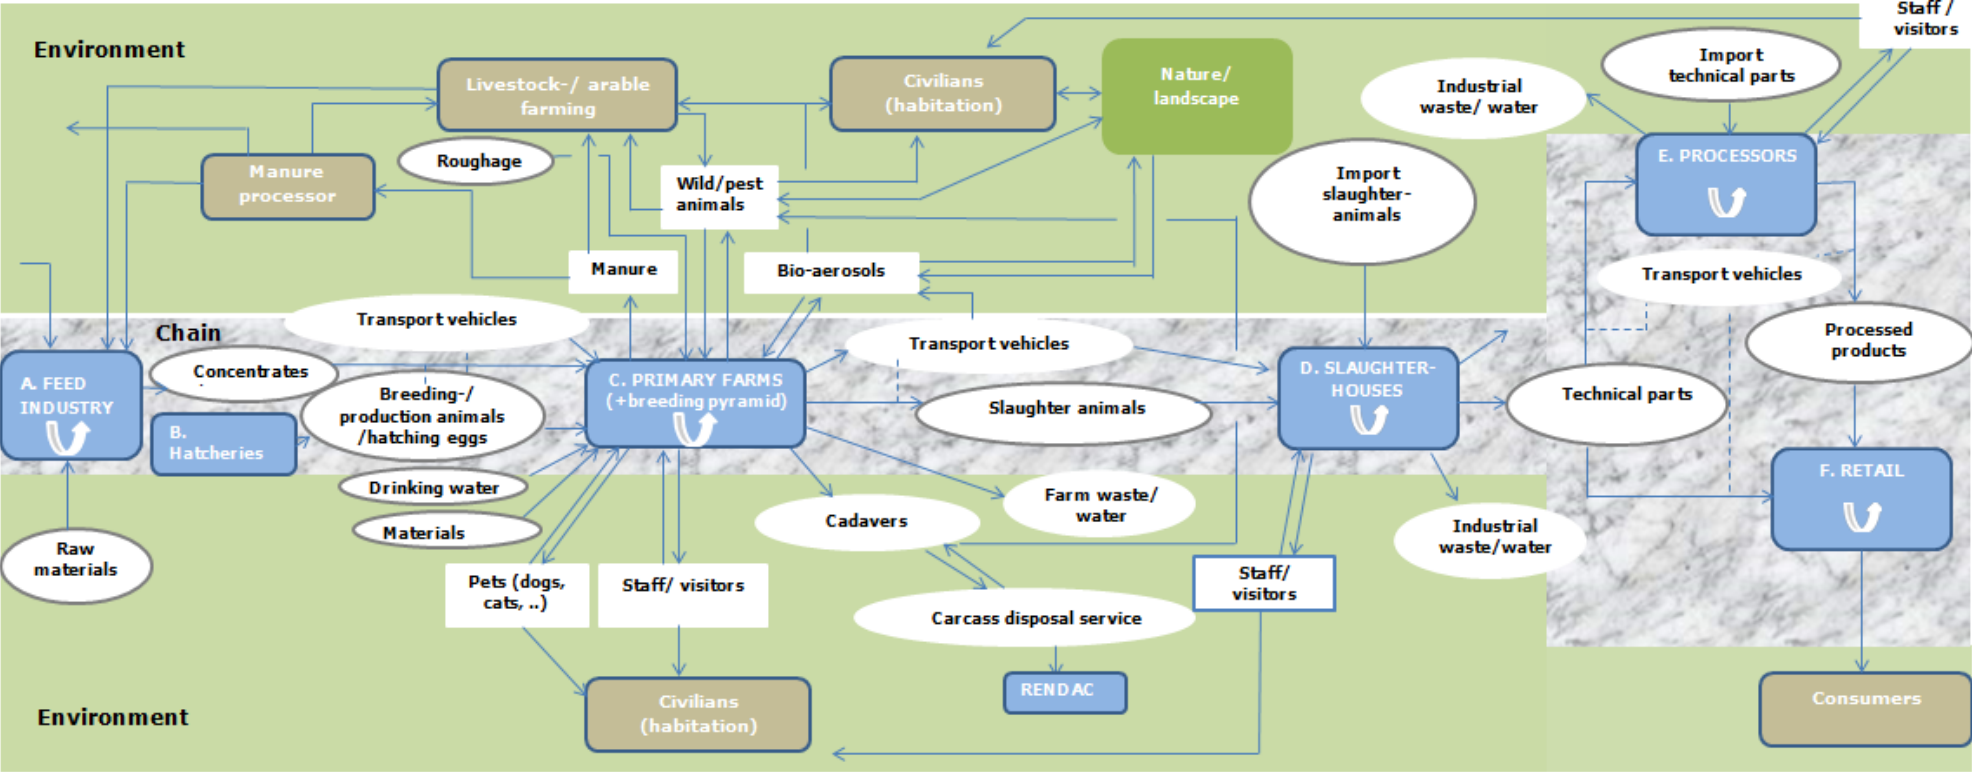 Staff /
visitors
Environment
Import
technical parts
Livestock-/ arable
farming
Civilians
(habitation)
Nature/
landscape
Industrial
waste/ water
Manure
processor
Roughage
Wild/pest
animals
Import
slaughter-
animals
E. PROCESSORS
Manure
Bio-aerosols
Transport vehicles
Chain
Transport vehicles
Transport vehicles
Processed
products
A. FEED
INDUSTRY
Concentrates
B.
Hatcheries
Breeding-/
production animals
/hatching eggs
C. PRIMARY FARMS
(+breeding pyramid)
Slaughter animals
D. SLAUGHTER-
HOUSES
Technical parts
F. RETAIL
Drinking water
Materials
Cadavers
Farm waste/
water
Industrial
waste/water
Raw
materials
Pets (dogs,
cats, ..)
Staff/ visitors
Staff/
visitors
Carcass disposal service
RENDAC
Civilians
(habitation)
Consumers
Environment